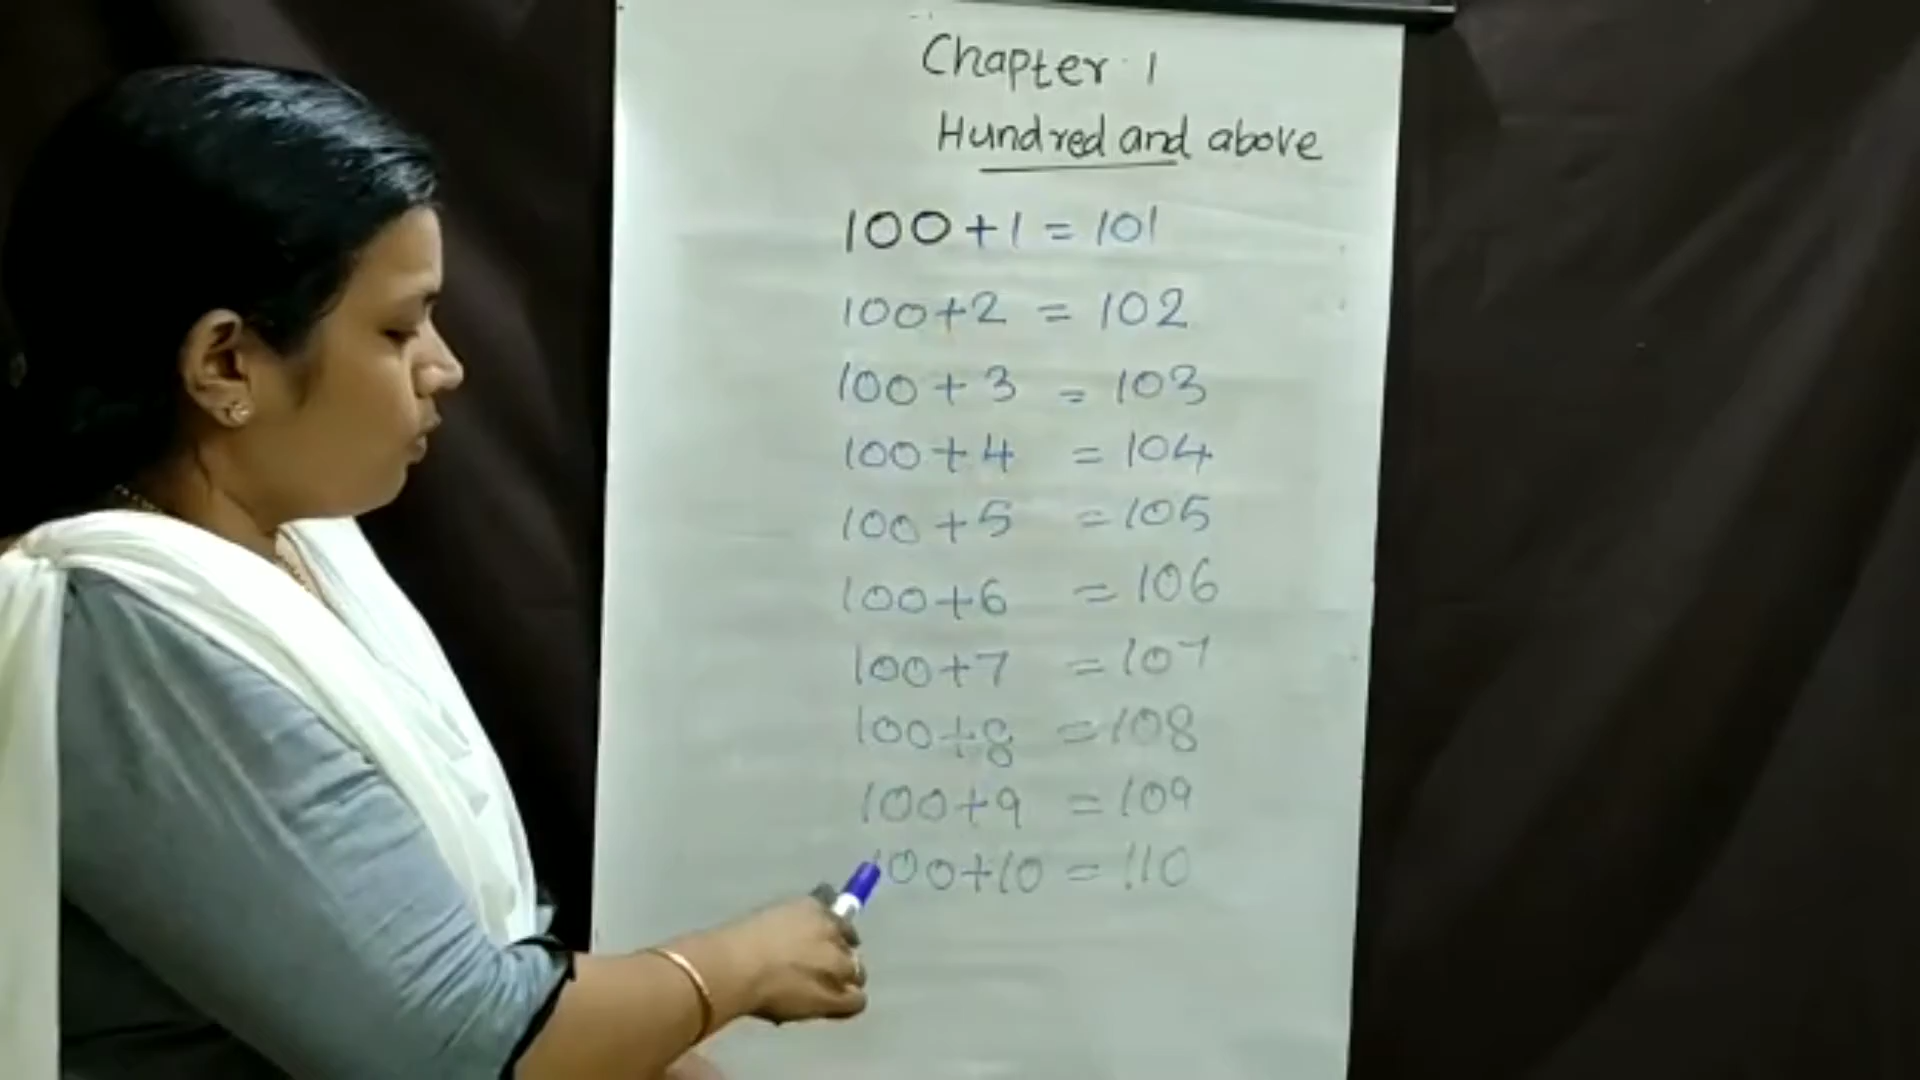 Chapter 1
Hundred and above
100+1 = 101
100+2 = 102
100+3 = 103
100+4 = 104
100+5 = 105
100+6 = 106
100+7 = 107
100+8 = 108
100+9 = 109
100+10 = 110